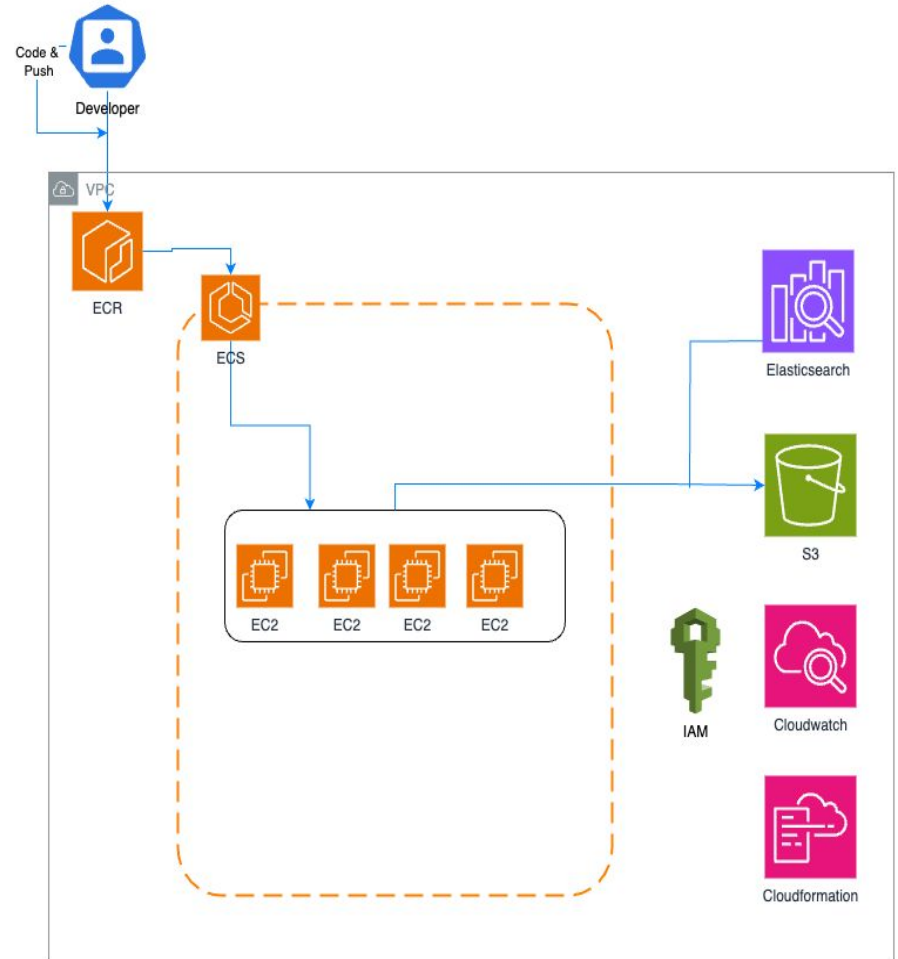 Code &
Push
Developer
VPC
ECR
ECS
Elasticsearch
S3
EC2
EC2
EC2
EC2
IAM
Cloudwatch
Cloudformation